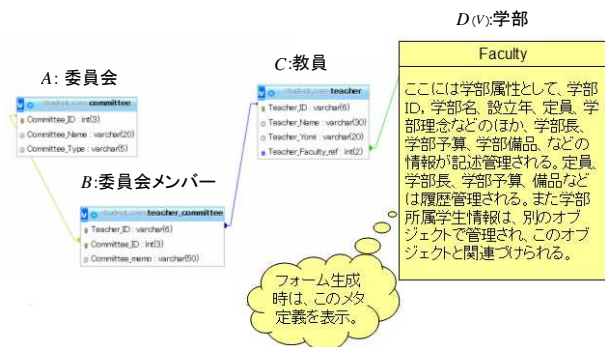 D(V):学部
C:教員
A: 委員会
Faculty
student_csm teacher
Teacher_ID : varchar(6)
Teacher_Name : varchar(30)
Teacher_Yomi : varchar(20)
Teacher_Faculty_ref : int(2)
committee
Committee_ID : int(3)
Committee_Name : varchar(20)
Committee_Type : varchar(5)
B:委員会メンバー
teacher_committee
Teacher_ID : varchar(6)
Committee_ID : int(3)
Committee_memo : varchar(50)
ここには学部属性として、学部
ID, 学部名、設立年、定員、学
部理念などのほか、学部長、
学部予算、学部備品、などの
情報が記述管理される。定員、
学部長、学部予算、備品など
は履歴管理される。また学部
所属学生情報は、別のオブ
ジェクトで管理され、このオブ
ジェクトと関連づけられる。
フォーム生成
時は、このメタ
定義を表示。